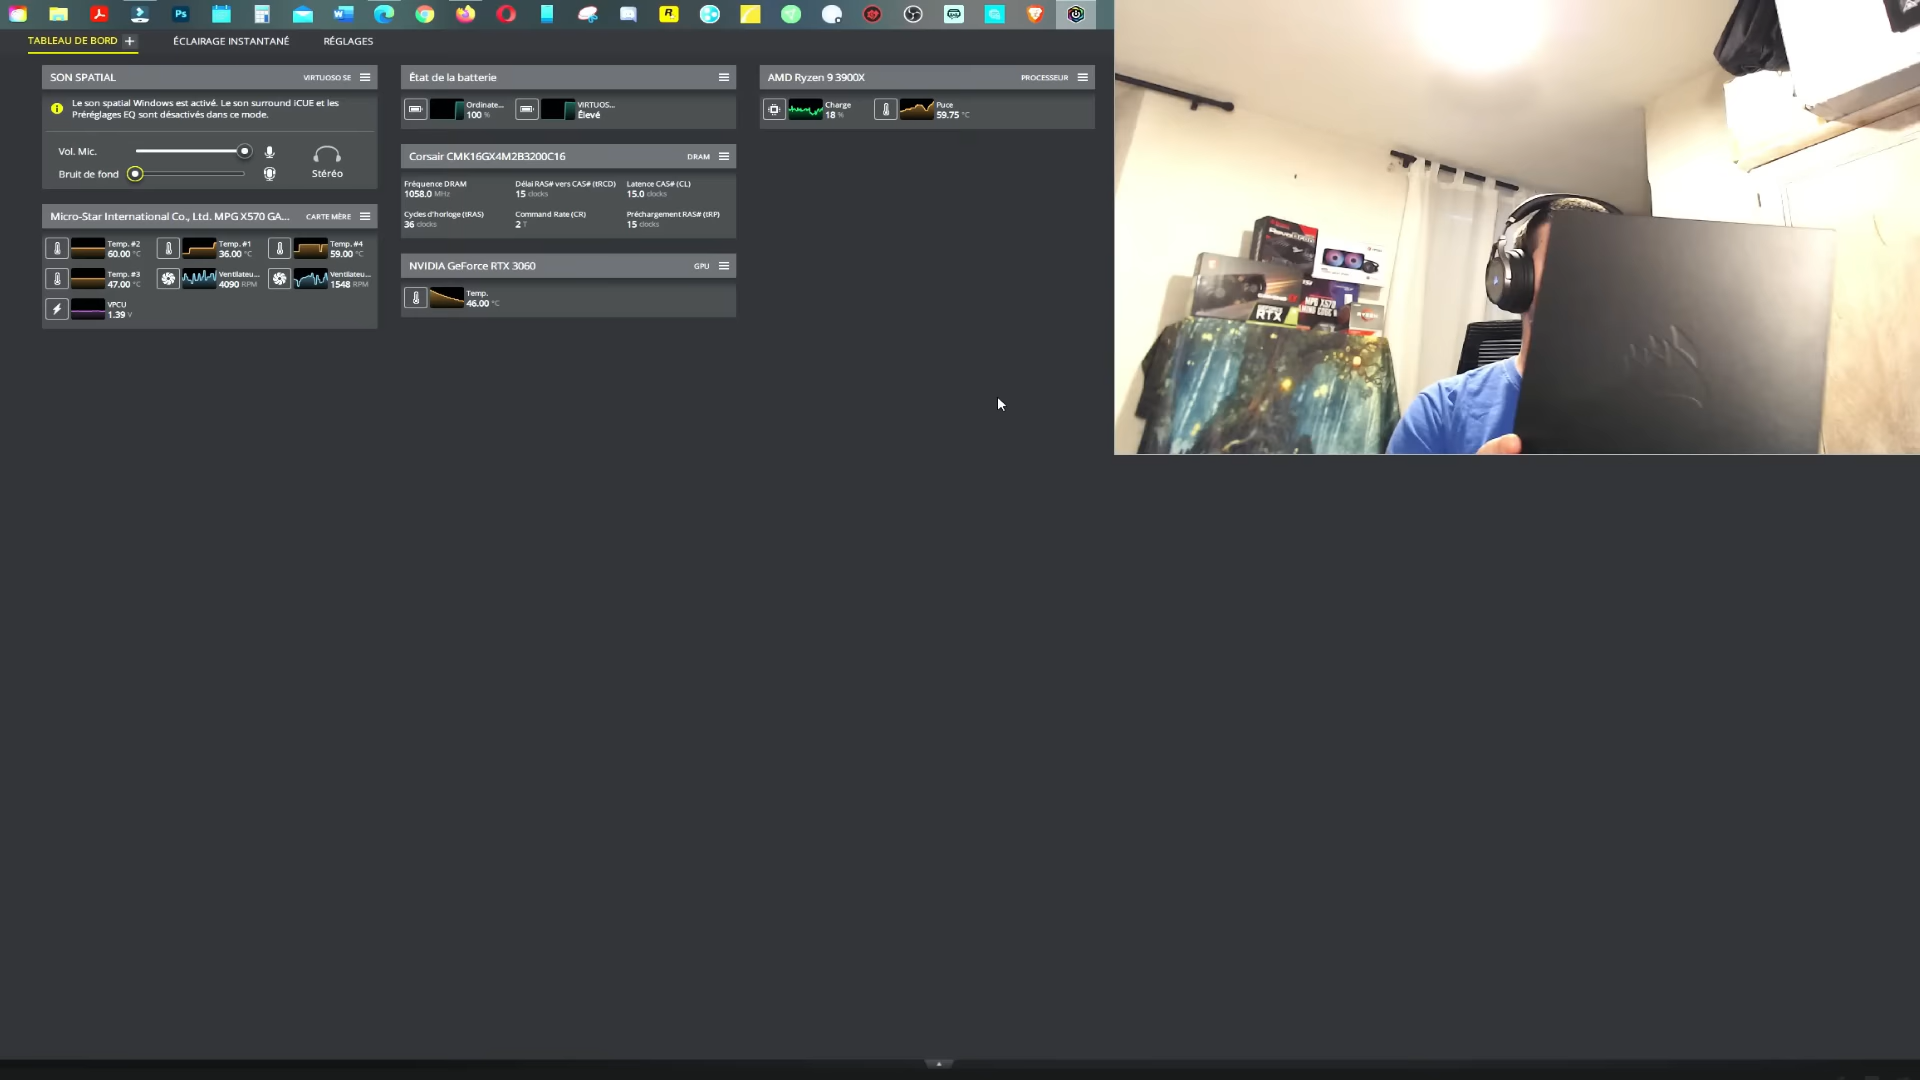 Ps
W
R.
TABLEAU DE BORD +
ÉCLAIRAGE INSTANTANÉ
RÉGLAGES
SON SPATIAL
VIRTUOSO SE
Le son spatial Windows est activé. Le son surround iCUE et les
Préréglages EQ sont désactivés dans ce mode.
Vol. Mic.
Bruit de fond
Stéréo
Micro-Star International Co., Ltd. MPG X570 GA...
CARTE MÈRE
Temp. #2
60.00 °C
Temp. #1
36.00 °C
Temp. #4
59.00 °C
Temp. #3
47.00 °C
Ventilateu...
4090 RPM
Ventilateu...
1548 RPM
VPCU
1.39 V
État de la batterie
Ordinate...
100 %
VIRTUOS...
Élevé
Corsair CMK16GX4M2B3200C16
DRAM
Fréquence DRAM
1058.0 MHz
Délai RAS# vers CAS# (tRCD)
15 clocks
Latence CAS# (CL)
15.0 clocks
Cycles d'horloge (tRAS)
36 clocks
Command Rate (CR)
2 T
Préchargement RAS# (tRP)
15 clocks
NVIDIA GeForce RTX 3060
GPU
Temp.
46.00 °C
AMD Ryzen 9 3900X
PROCESSEUR
Charge
18 %
Puce
59.75 °C
RTX
MPG X570
RYZEN